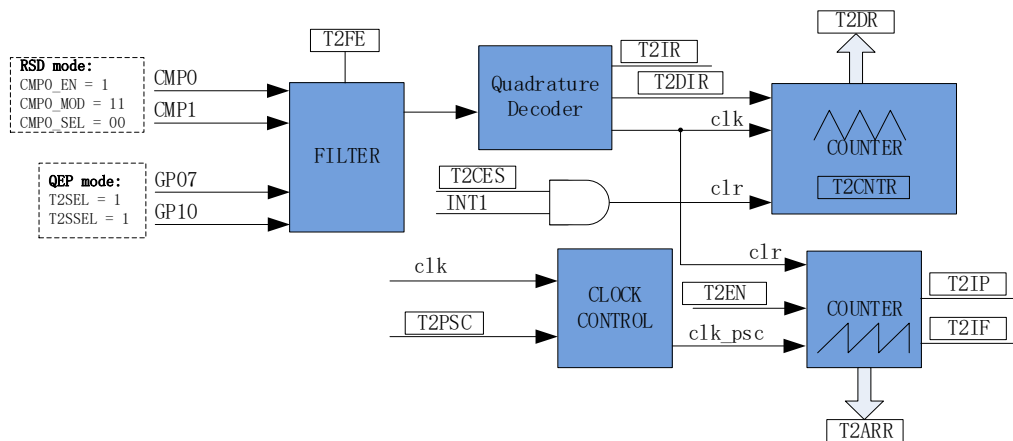 T2FE
T2DR
RSD mode:
CMP0_EN = 1
CMP0_MOD = 11
CMP0_SEL = 00
CMP0
CMP1
QEP mode:
T2SEL = 1
T2SSEL = 1
GP07
GP10
FILTER
Quadrature
Decoder
T2IR
T2DIR
clk
COUNTER
T2CNTR
T2CES
INT1
clr
clk
T2PSC
CLOCK
CONTROL
clr
T2EN
clk_psc
COUNTER
T2IP
T2IF
T2ARR